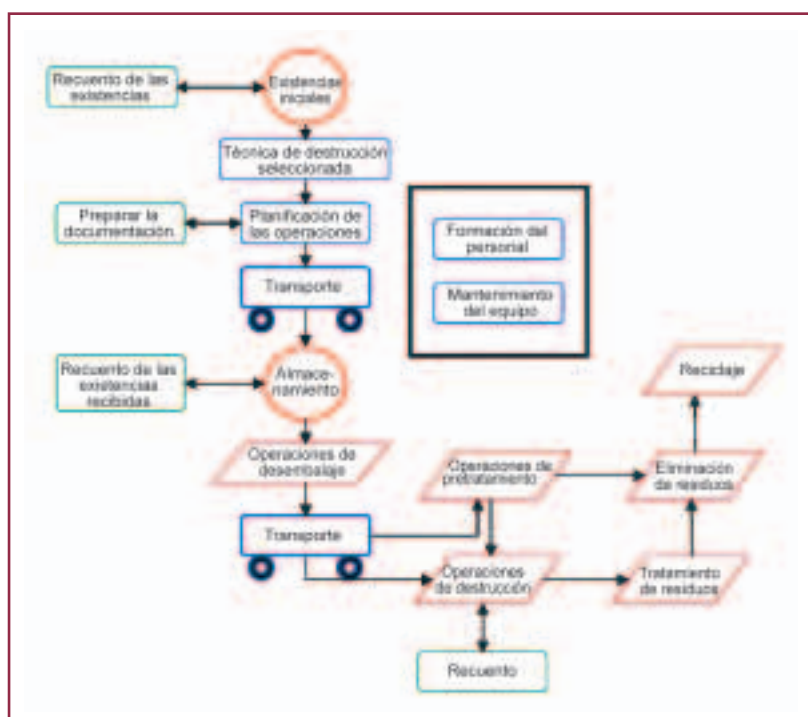 Recuento de las
existencias
Existencias
iniciales
Técnica de destrucción
seleccionada
Preparar la
documentación
Planificación de
las operaciones
Formación del
personal
Mantenimiento
del equipo
Transporte
Recuento de las
existencias
recibidas
Almace-
namiento
Reciclaje
Operaciones de
desembalaje
Operaciones de
pretratamiento
Eliminación
de residuos
Transporte
Operaciones
de destrucción
Tratamiento
de residuos
Recuento